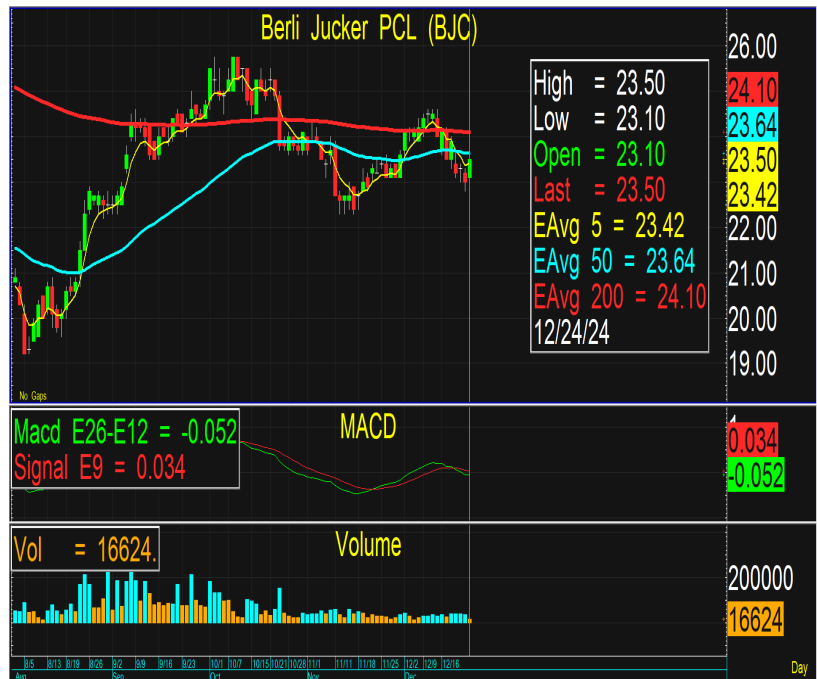 Berli Jucker PCL (BJC)
26.00
24.10
23.64
23.50
23.42
22.00
21.00
20.00
19.00
High = 23.50
Low = 23.10
Open = 23.10
Last = 23.50
EAvg 5 = 23.42
EAvg 50 = 23.64
EAvg 200 = 24.10
12/24/24
No Gaps
MACD
Macd E26-E12 = -0.052
Signal E9 = 0.034
1
0.034
-0.052
Volume
Vol = 16624.
200000
16624
8/5 8/13 8/19 8/26 9/2 9/9 9/16 9/23 10/1 10/7 10/15 10/21 10/28 11/1 11/11 11/18 11/25 12/2 12/9 12/16
Aug Sep Oct Nov Dec
Day